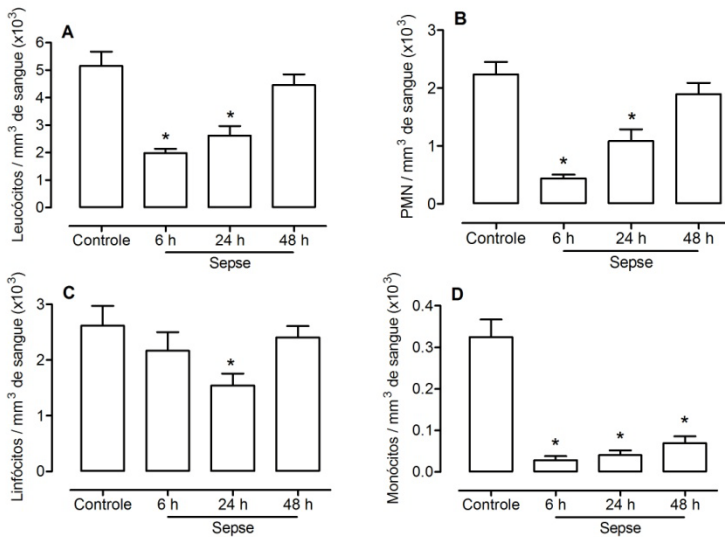 A
Leucócitos / mm³ de sangue (x10³)
6
5
4
3
2
1
0
*
*
Controle 6 h 24 h 48 h
Sepse
B
PMN / mm³ de sangue (x10³)
3
2
1
0
*
*
Controle 6 h 24 h 48 h
Sepse
C
Linfócitos / mm³ de sangue (x10³)
3
2
1
0
*
Controle 6 h 24 h 48 h
Sepse
D
Monócitos / mm³ de sangue (x10³)
0.4
0.3
0.2
0.1
0.0
*
*
*
Controle 6 h 24 h 48 h
Sepse